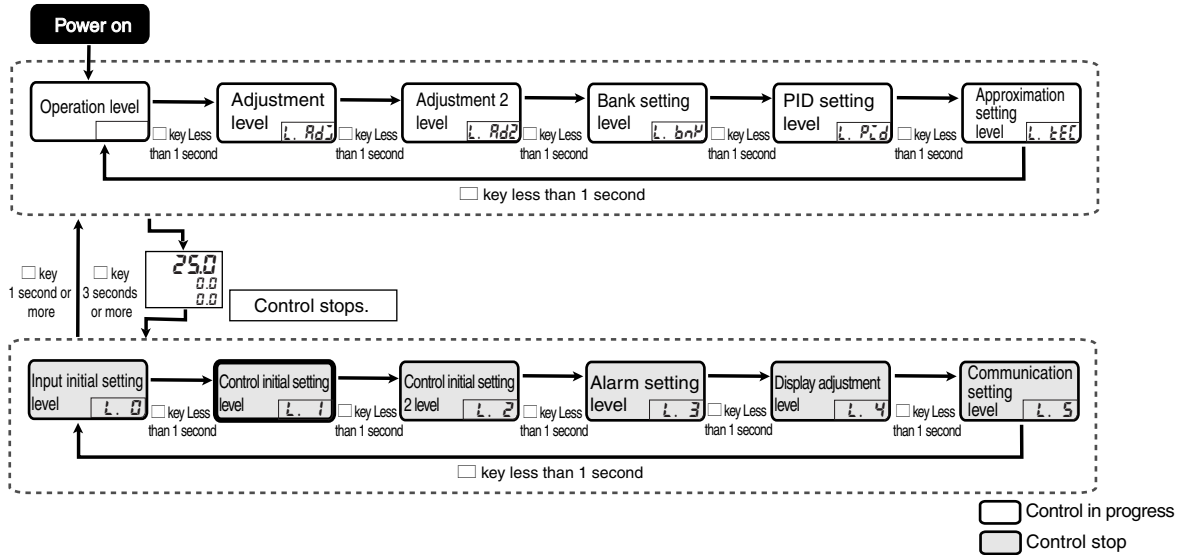 Power on
Operation level
Adjustment
level
L.Adj
Adjustment 2
level
L.Ad2
Bank setting
level
L.bnk
PID setting
level
L.Pid
Approximation
setting
level
L.tEC
key Less
than 1 second
key Less
than 1 second
key Less
than 1 second
key Less
than 1 second
key Less
than 1 second
key less than 1 second
key
1 second or
more
key
3 seconds
or more
25.0
0.0
0.0
Control stops.
Input initial setting
level
L.0
Control initial setting
level
L.1
Control initial setting
2 level
L.2
Alarm setting
level
L.3
Display adjustment
level
L.4
Communication
setting
level
L.5
key Less
than 1 second
key Less
than 1 second
key Less
than 1 second
key Less
than 1 second
key Less
than 1 second
key less than 1 second
Control in progress
Control stop